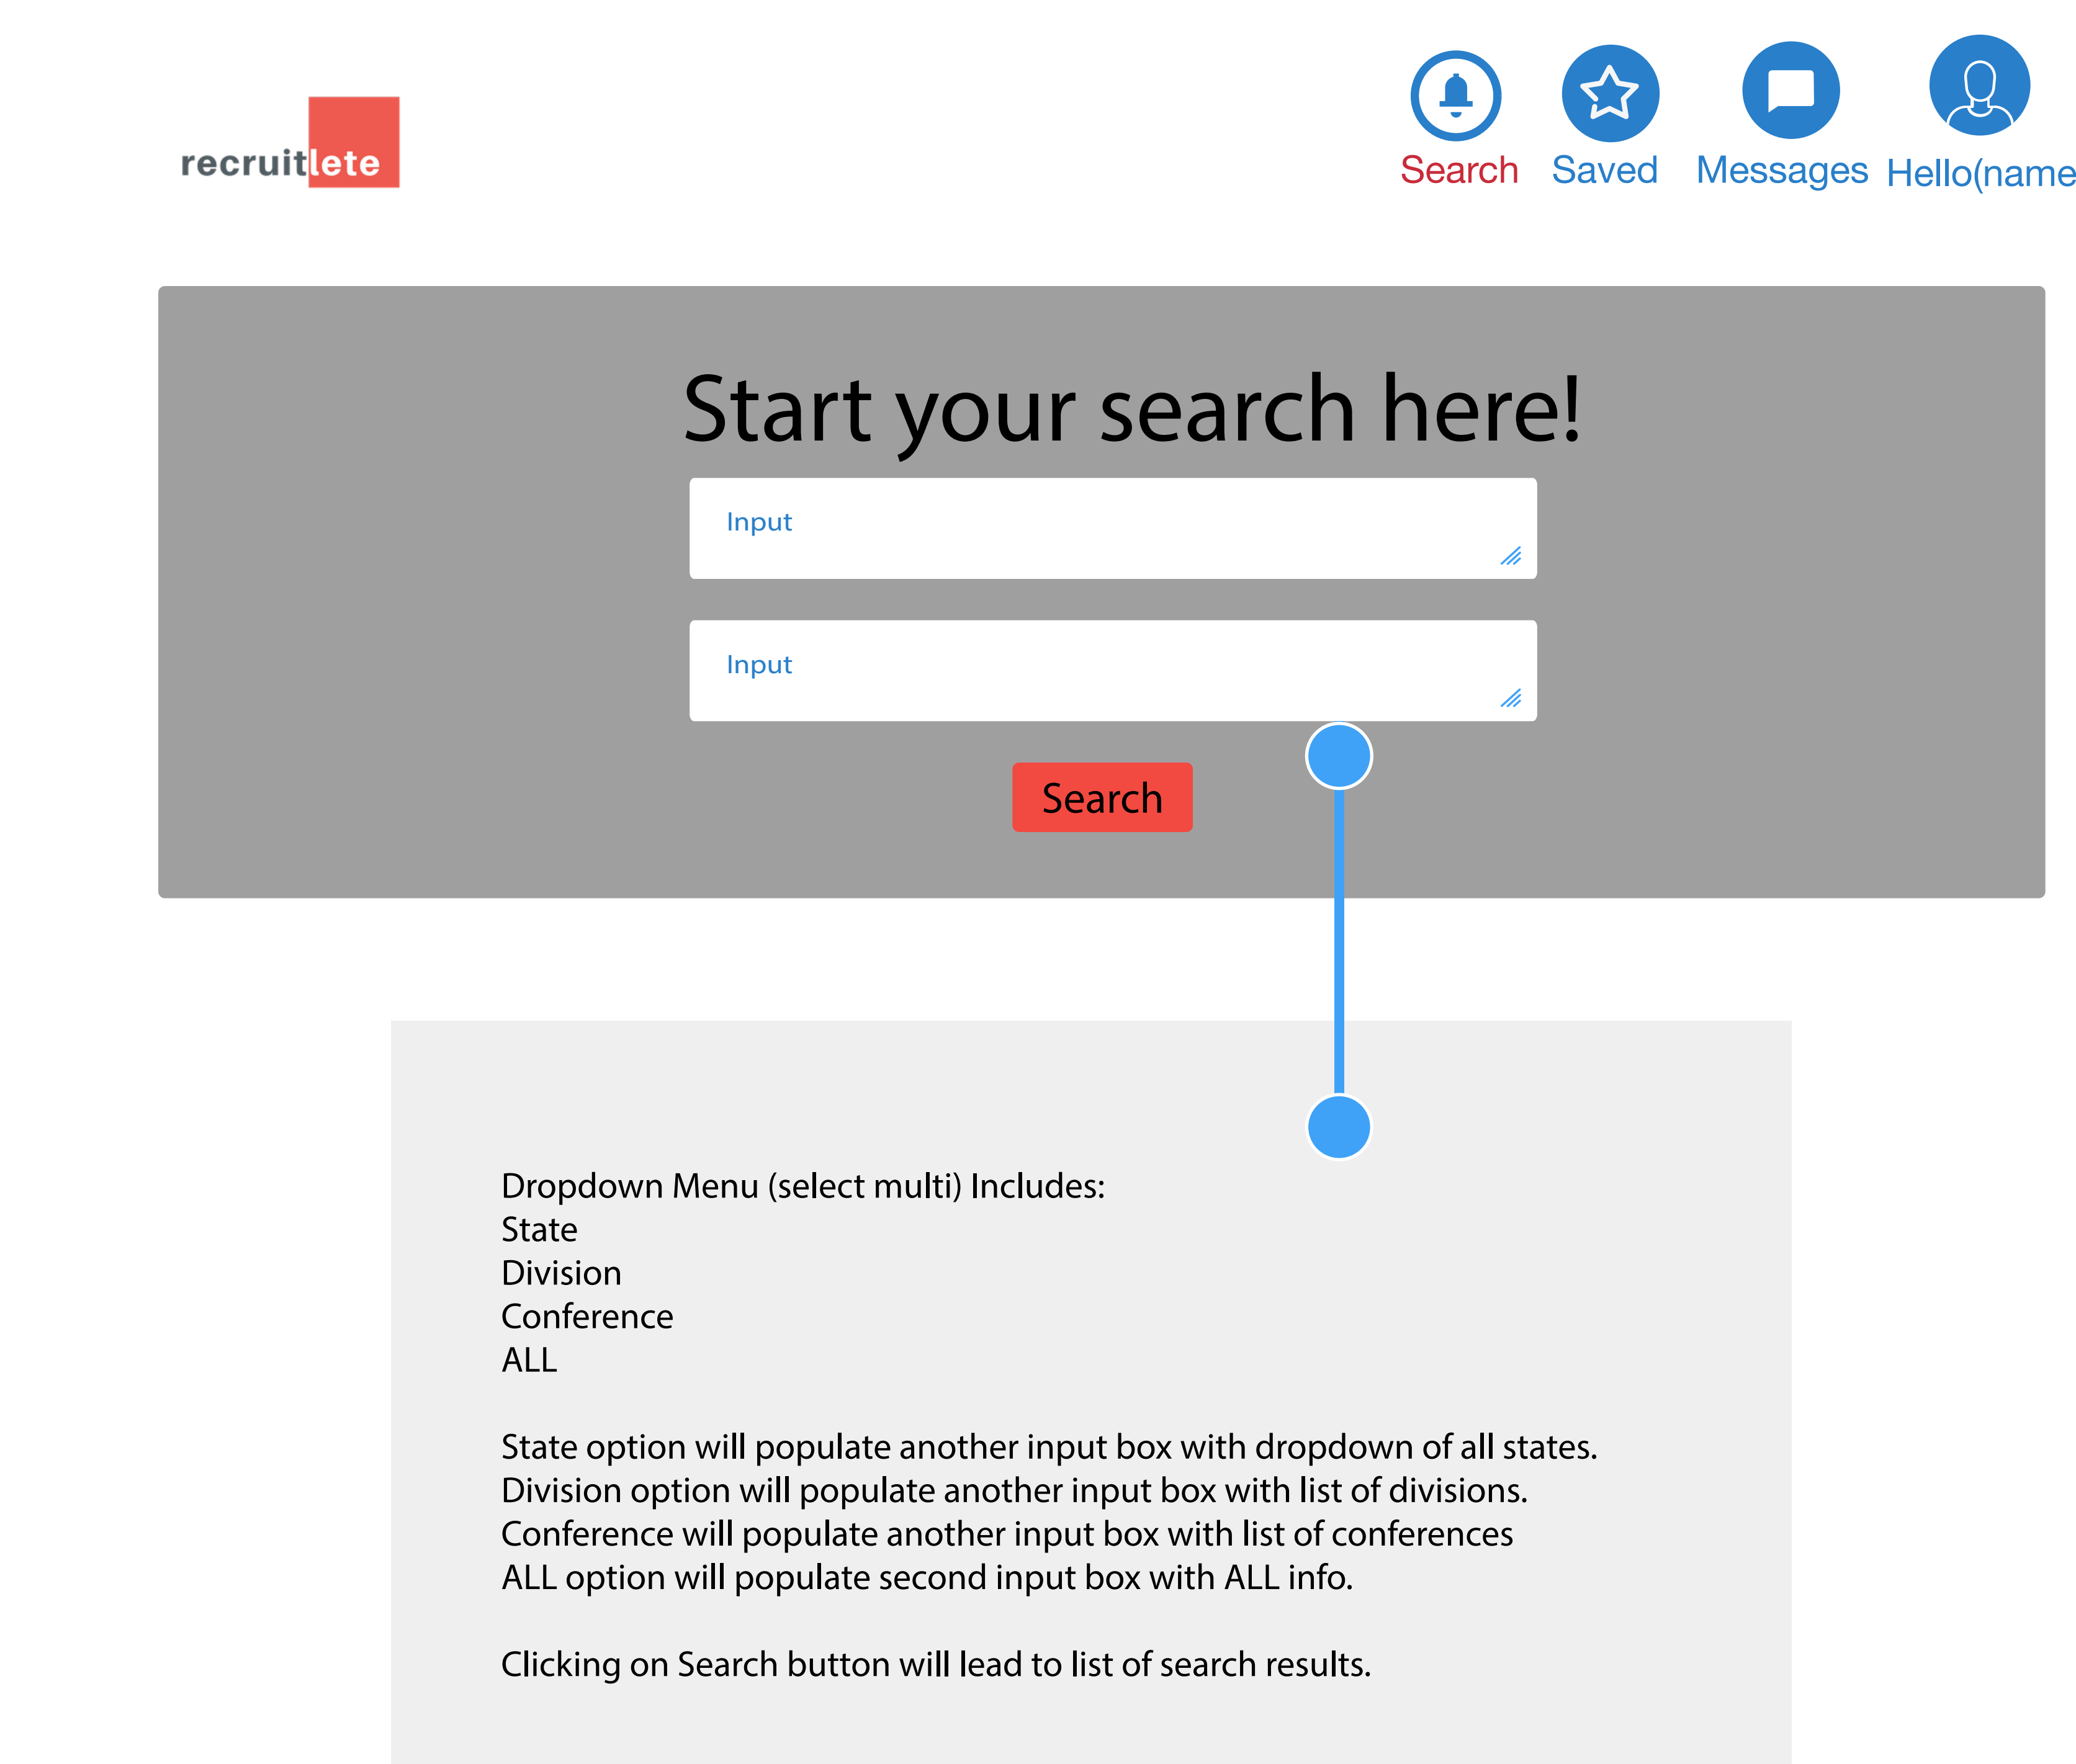 recruitlete
Search Saved Messages Hello(name
Start your search here!
Input
Input
Search
Dropdown Menu (select multi) Includes:
State
Division
Conference
ALL
State option will populate another input box with dropdown of all states.
Division option will populate another input box with list of divisions.
Conference will populate another input box with list of conferences
ALL option will populate second input box with ALL info.
Clicking on Search button will lead to list of search results.